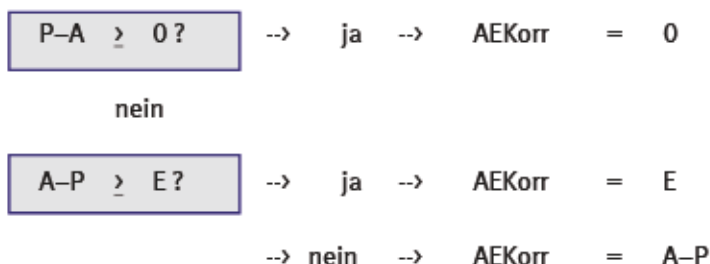 P–A ≥ 0? --> ja --> AEKorr = 0
nein
A–P ≥ E? --> ja --> AEKorr = E
--> nein --> AEKorr = A–P